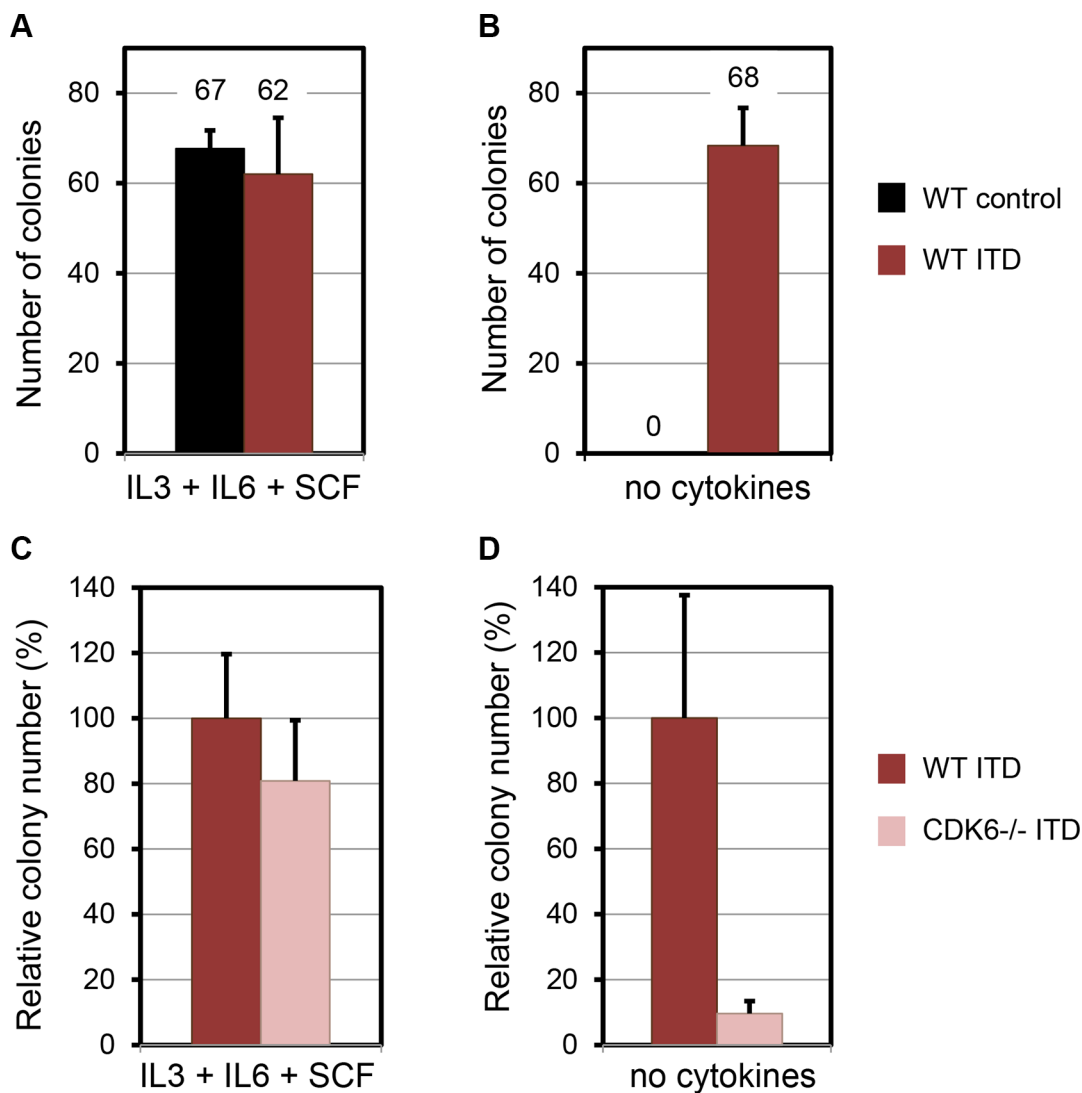 A
Number of colonies
80
60
40
20
0
67 62
IL3 + IL6 + SCF
B
Number of colonies
80
60
40
20
0
68
0
no cytokines
WT control
WT ITD
C
Relative colony number (%)
140
120
100
80
60
40
20
0
IL3 + IL6 + SCF
D
Relative colony number (%)
140
120
100
80
60
40
20
0
no cytokines
WT ITD
CDK6-/- ITD